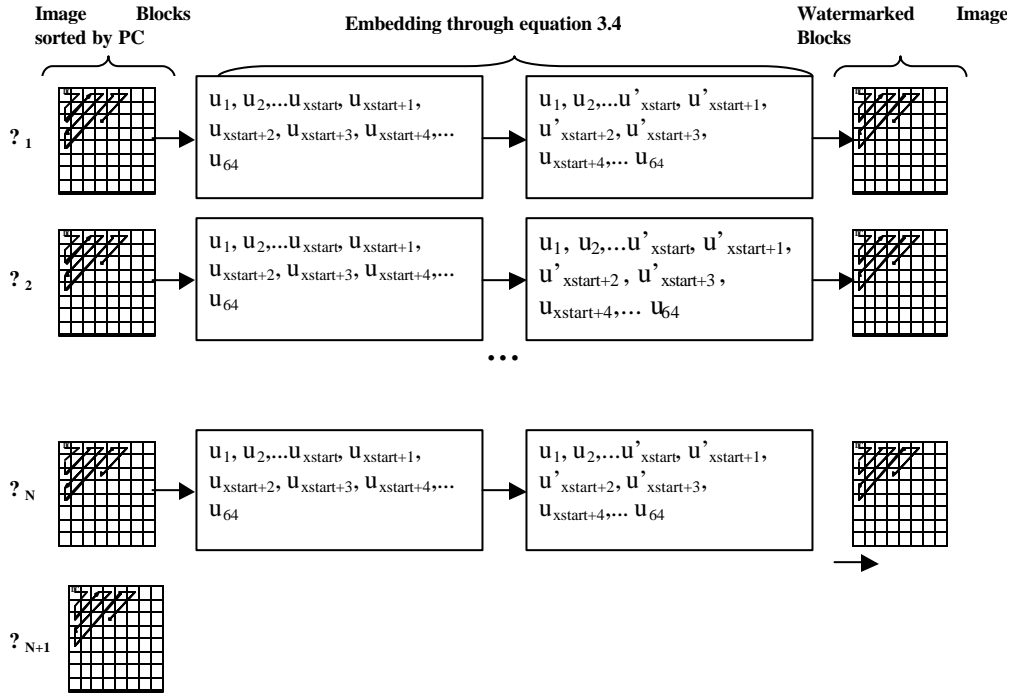 Image Blocks
sorted by PC
Embedding through equation 3.4
Watermarked Image
Blocks
?1
u1, u2,...uxstart, uxstart+1,
uxstart+2, uxstart+3, uxstart+4,...
u64
u1, u2,...u'xstart, u'xstart+1,
u'xstart+2, u'xstart+3,
uxstart+4,... u64
?2
u1, u2,...uxstart, uxstart+1,
uxstart+2, uxstart+3, uxstart+4,...
u64
u1, u2,...u'xstart, u'xstart+1,
u'xstart+2 , u'xstart+3 ,
uxstart+4,... u64
...
?N
u1, u2,...uxstart, uxstart+1,
uxstart+2, uxstart+3, uxstart+4,...
u64
u1, u2,...u'xstart, u'xstart+1,
u'xstart+2, u'xstart+3,
uxstart+4,... u64
?N+1